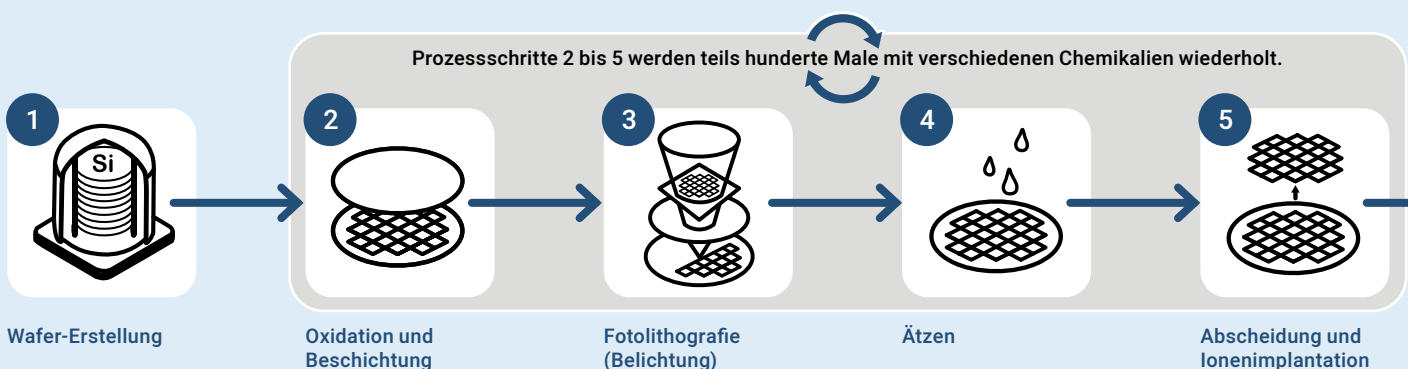 Prozessschritte 2 bis 5 werden teils hunderte Male mit verschiedenen Chemikalien wiederholt.
1
2
3
4
5
Si
Wafer-Erstellung
Oxidation und
Beschichtung
Fotolithografie
(Belichtung)
Ätzen
Abscheidung und
Ionenimplantation